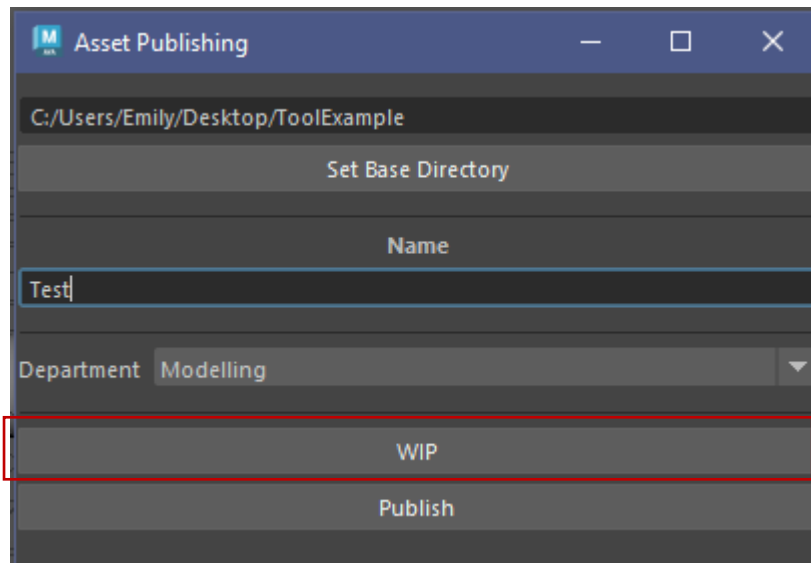 M
Asset Publishing
C:/Users/Emily/Desktop/ToolExample
Set Base Directory
Name
Test
Department Modelling
WIP
Publish